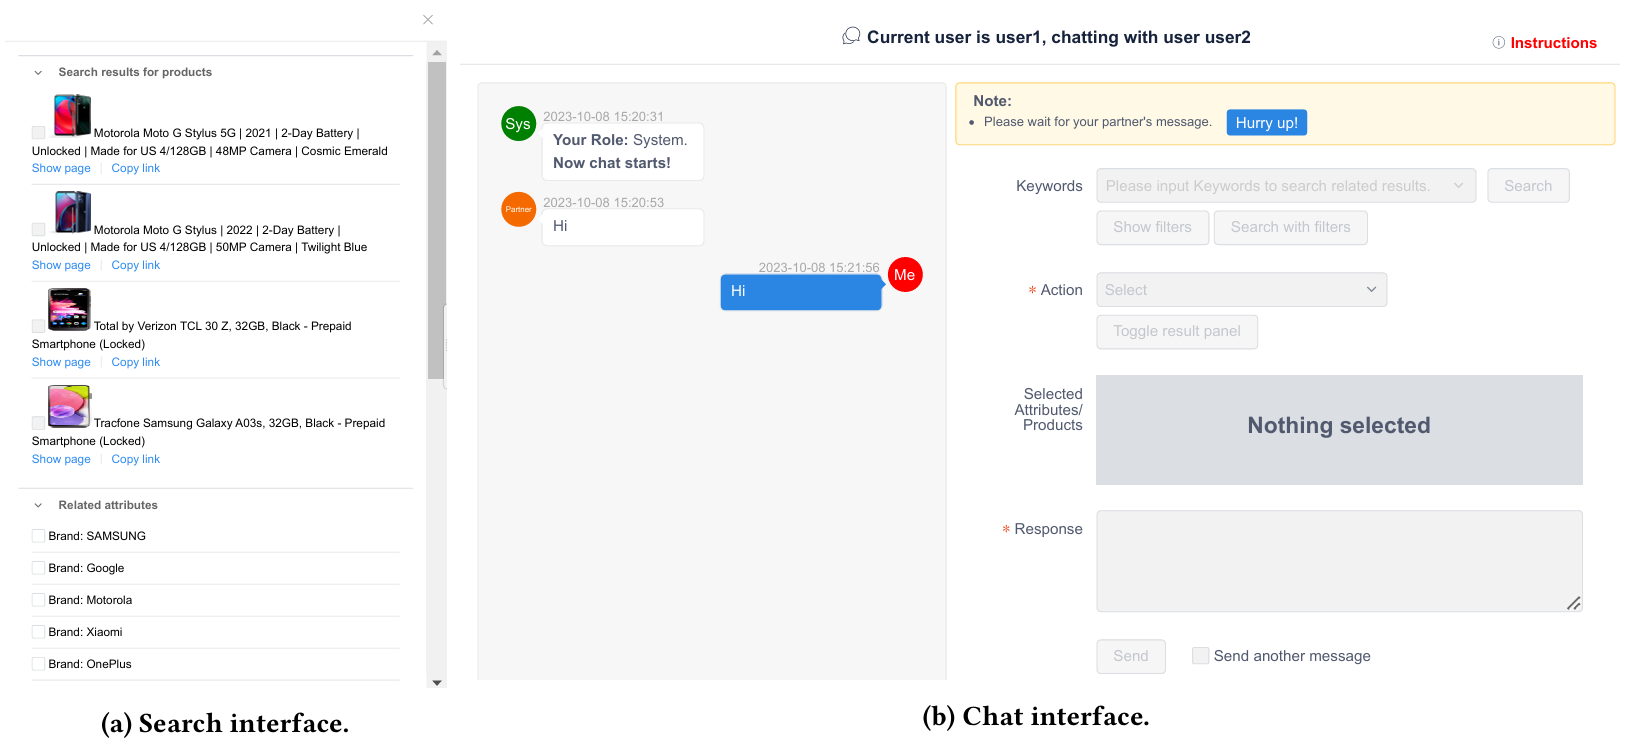 Search results for products
Motorola Moto G Stylus 5G | 2021 | 2-Day Battery |
Unlocked | Made for US 4/128GB | 48MP Camera | Cosmic Emerald
Show page | Copy link
Motorola Moto G Stylus | 2022 | 2-Day Battery |
Unlocked | Made for US 4/128GB | 50MP Camera | Twilight Blue
Show page | Copy link
Total by Verizon TCL 30 Z, 32GB, Black - Prepaid
Smartphone (Locked)
Show page | Copy link
Tracfone Samsung Galaxy A03s, 32GB, Black - Prepaid
Smartphone (Locked)
Show page | Copy link
Related attributes
Brand: SAMSUNG
Brand: Google
Brand: Motorola
Brand: Xiaomi
Brand: OnePlus
(a) Search interface.
Current user is user1, chatting with user user2
Instructions
Sys
2023-10-08 15:20:31
Your Role: System.
Now chat starts!
Partner
2023-10-08 15:20:53
Hi
2023-10-08 15:21:56
Me
Hi
Note:
• Please wait for your partner's message. Hurry up!
Keywords Please input Keywords to search related results. Search
Show filters Search with filters
* Action Select
Toggle result panel
Selected
Attributes/
Products
Nothing selected
* Response
Send Send another message
(b) Chat interface.